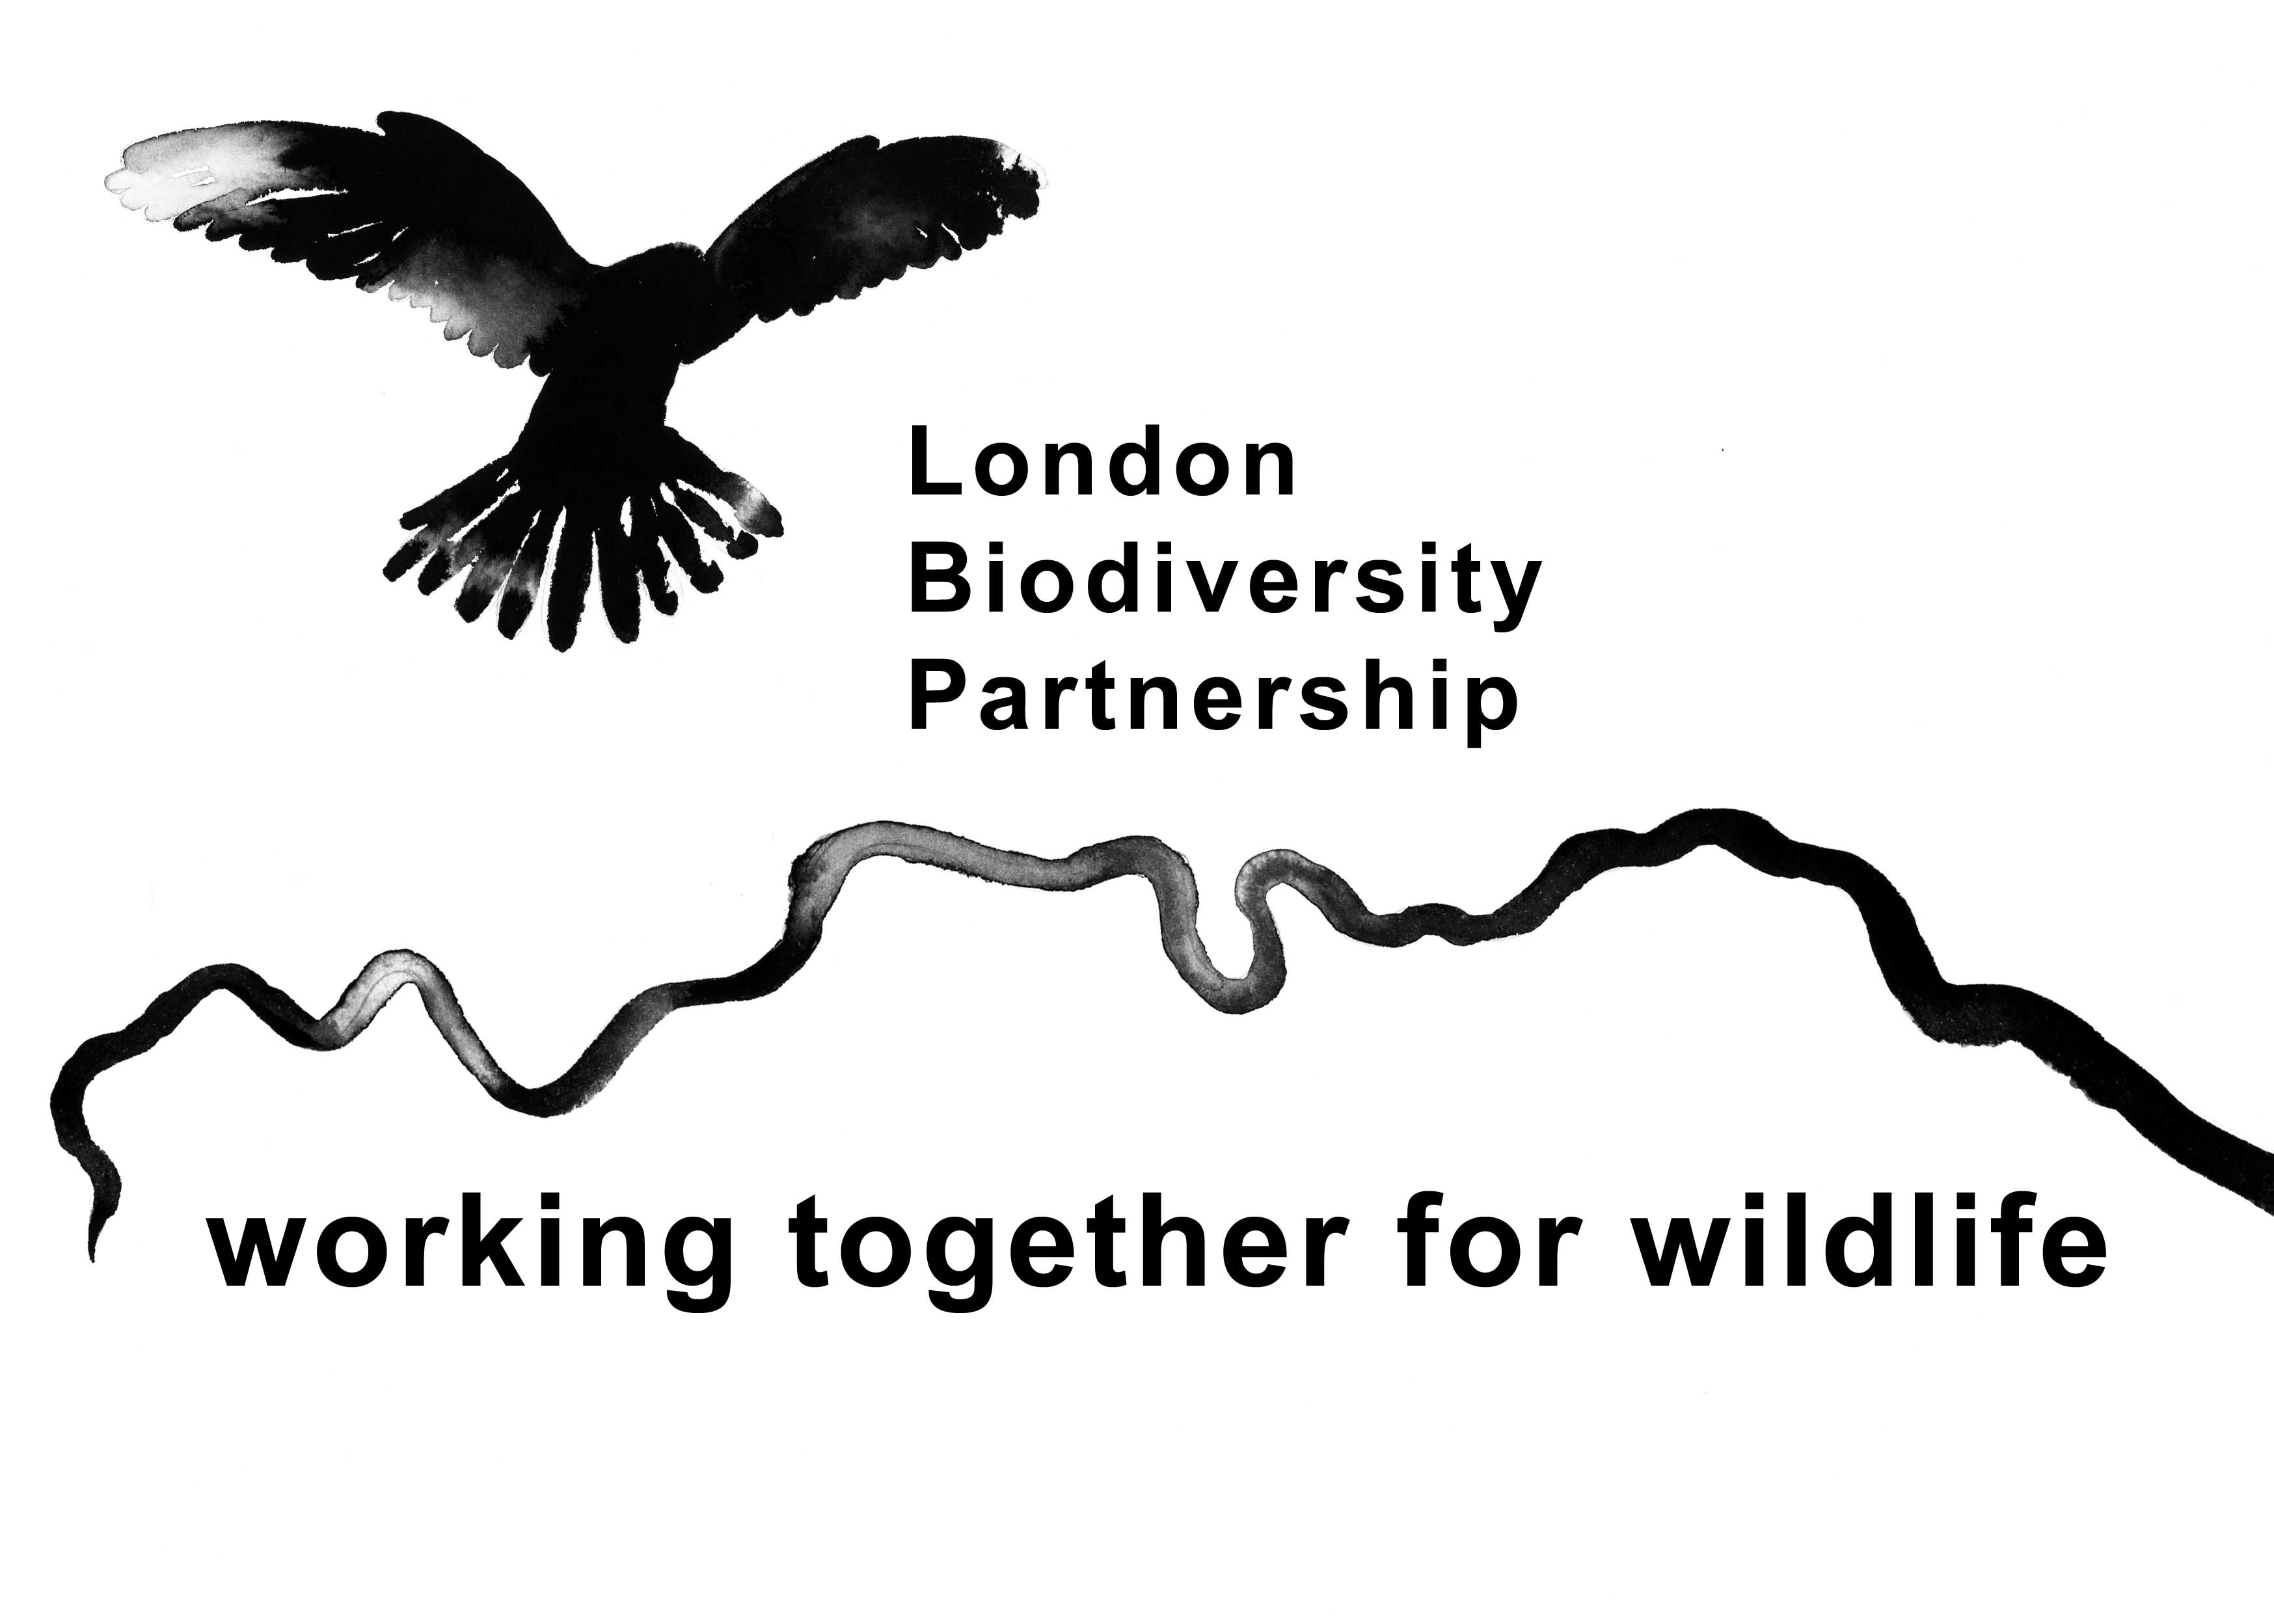 London
Biodiversity
Partnership
working together for wildlife